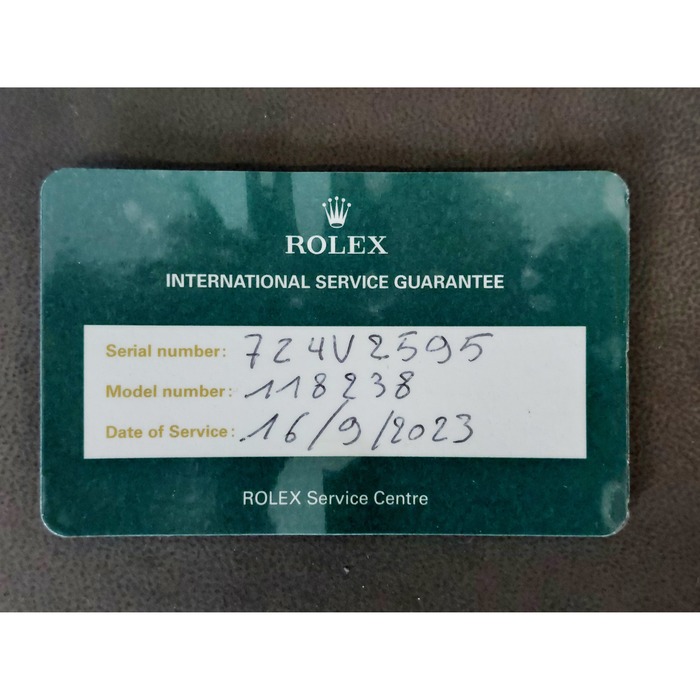 ROLEX
INTERNATIONAL SERVICE GUARANTEE
Serial number: 724V2595
Model number: 118238
Date of Service: 16/9/2023
ROLEX Service Centre